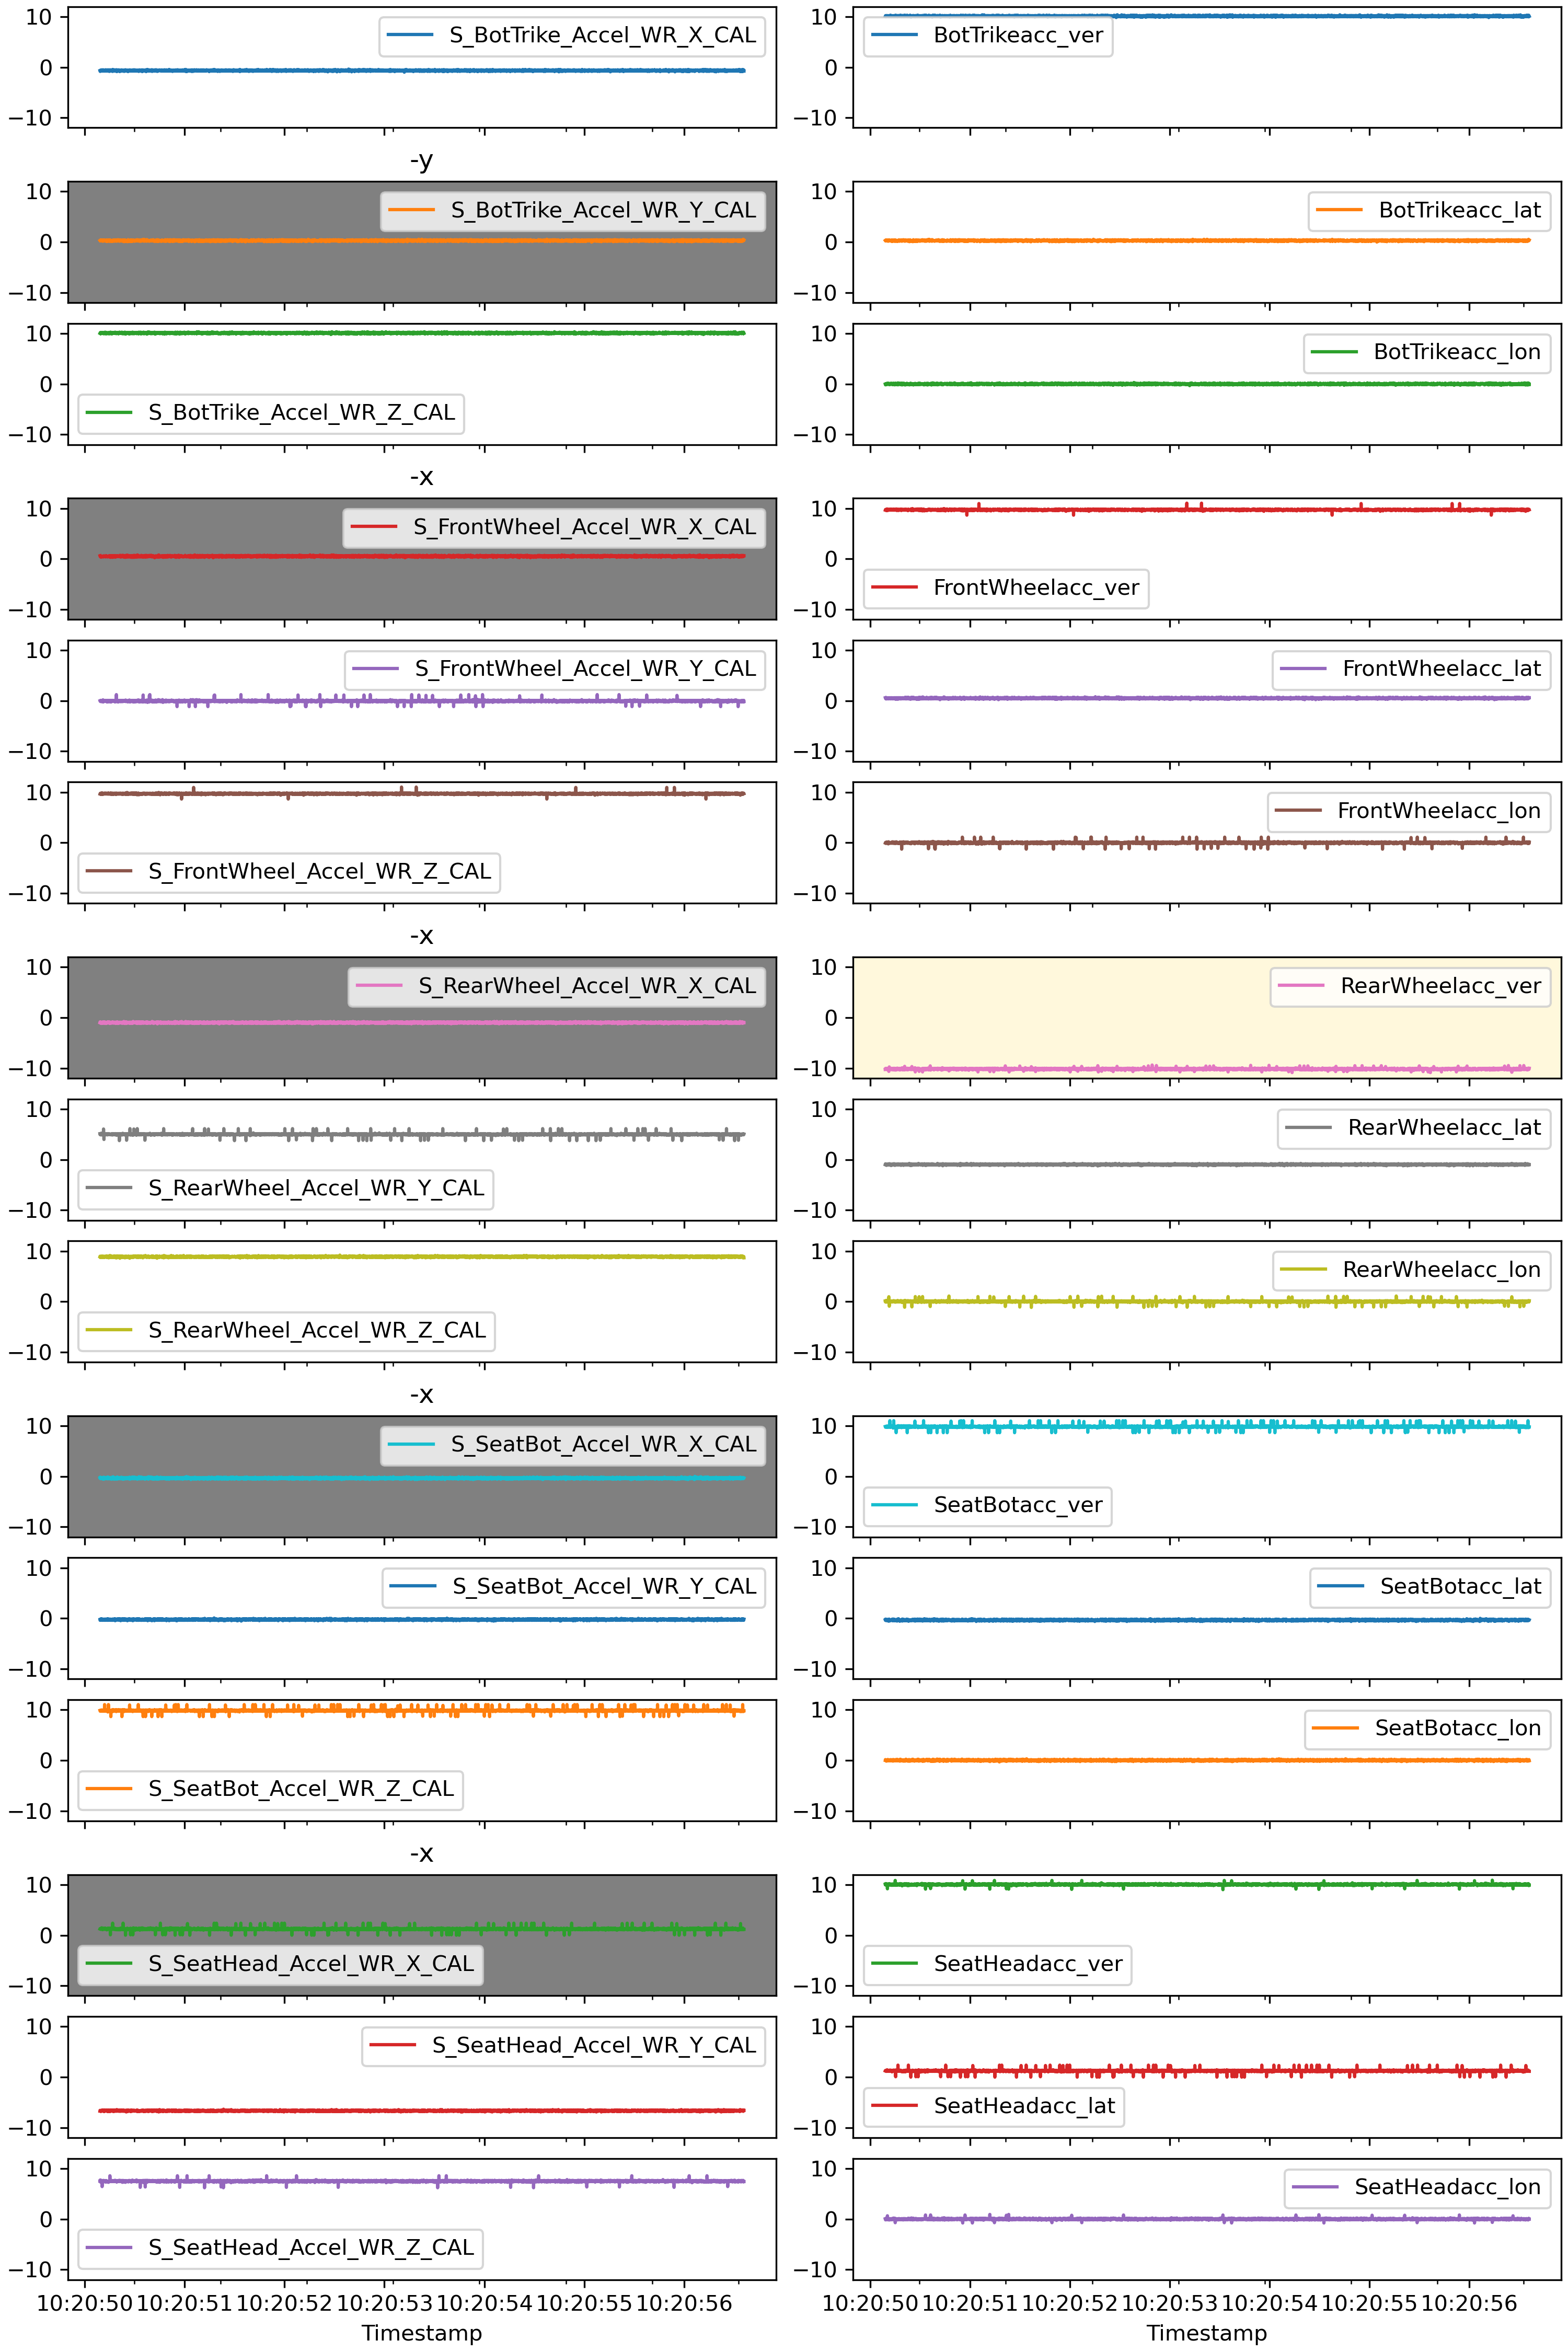 10
0
−10
S_BotTrike_Accel_WR_X_CAL
10
0
−10
BotTrikeacc_ver
-y
10
0
−10
S_BotTrike_Accel_WR_Y_CAL
10
0
−10
BotTrikeacc_lat
10
0
−10
S_BotTrike_Accel_WR_Z_CAL
10
0
−10
BotTrikeacc_lon
-x
10
0
−10
S_FrontWheel_Accel_WR_X_CAL
10
0
−10
FrontWheelacc_ver
10
0
−10
S_FrontWheel_Accel_WR_Y_CAL
10
0
−10
FrontWheelacc_lat
10
0
−10
S_FrontWheel_Accel_WR_Z_CAL
10
0
−10
FrontWheelacc_lon
-x
10
0
−10
S_RearWheel_Accel_WR_X_CAL
10
0
−10
RearWheelacc_ver
10
0
−10
S_RearWheel_Accel_WR_Y_CAL
10
0
−10
RearWheelacc_lat
10
0
−10
S_RearWheel_Accel_WR_Z_CAL
10
0
−10
RearWheelacc_lon
-x
10
0
−10
S_SeatBot_Accel_WR_X_CAL
10
0
−10
SeatBotacc_ver
10
0
−10
S_SeatBot_Accel_WR_Y_CAL
10
0
−10
SeatBotacc_lat
10
0
−10
S_SeatBot_Accel_WR_Z_CAL
10
0
−10
SeatBotacc_lon
-x
10
0
−10
S_SeatHead_Accel_WR_X_CAL
10
0
−10
SeatHeadacc_ver
10
0
−10
S_SeatHead_Accel_WR_Y_CAL
10
0
−10
SeatHeadacc_lat
10
0
−10
S_SeatHead_Accel_WR_Z_CAL
10
0
−10
SeatHeadacc_lon
10:20:50 10:20:51 10:20:52 10:20:53 10:20:54 10:20:55 10:20:56
Timestamp
10:20:50 10:20:51 10:20:52 10:20:53 10:20:54 10:20:55 10:20:56
Timestamp